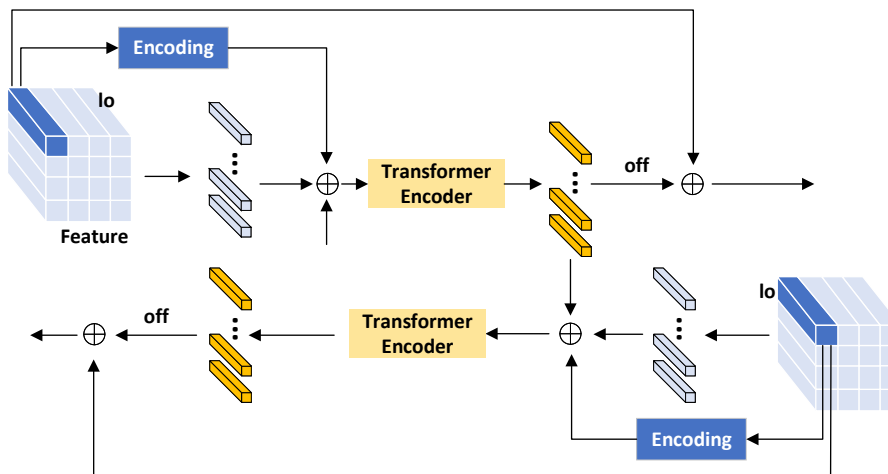 Encoding
lo
Transformer
Encoder
off
Feature
lo
off
Transformer
Encoder
Encoding